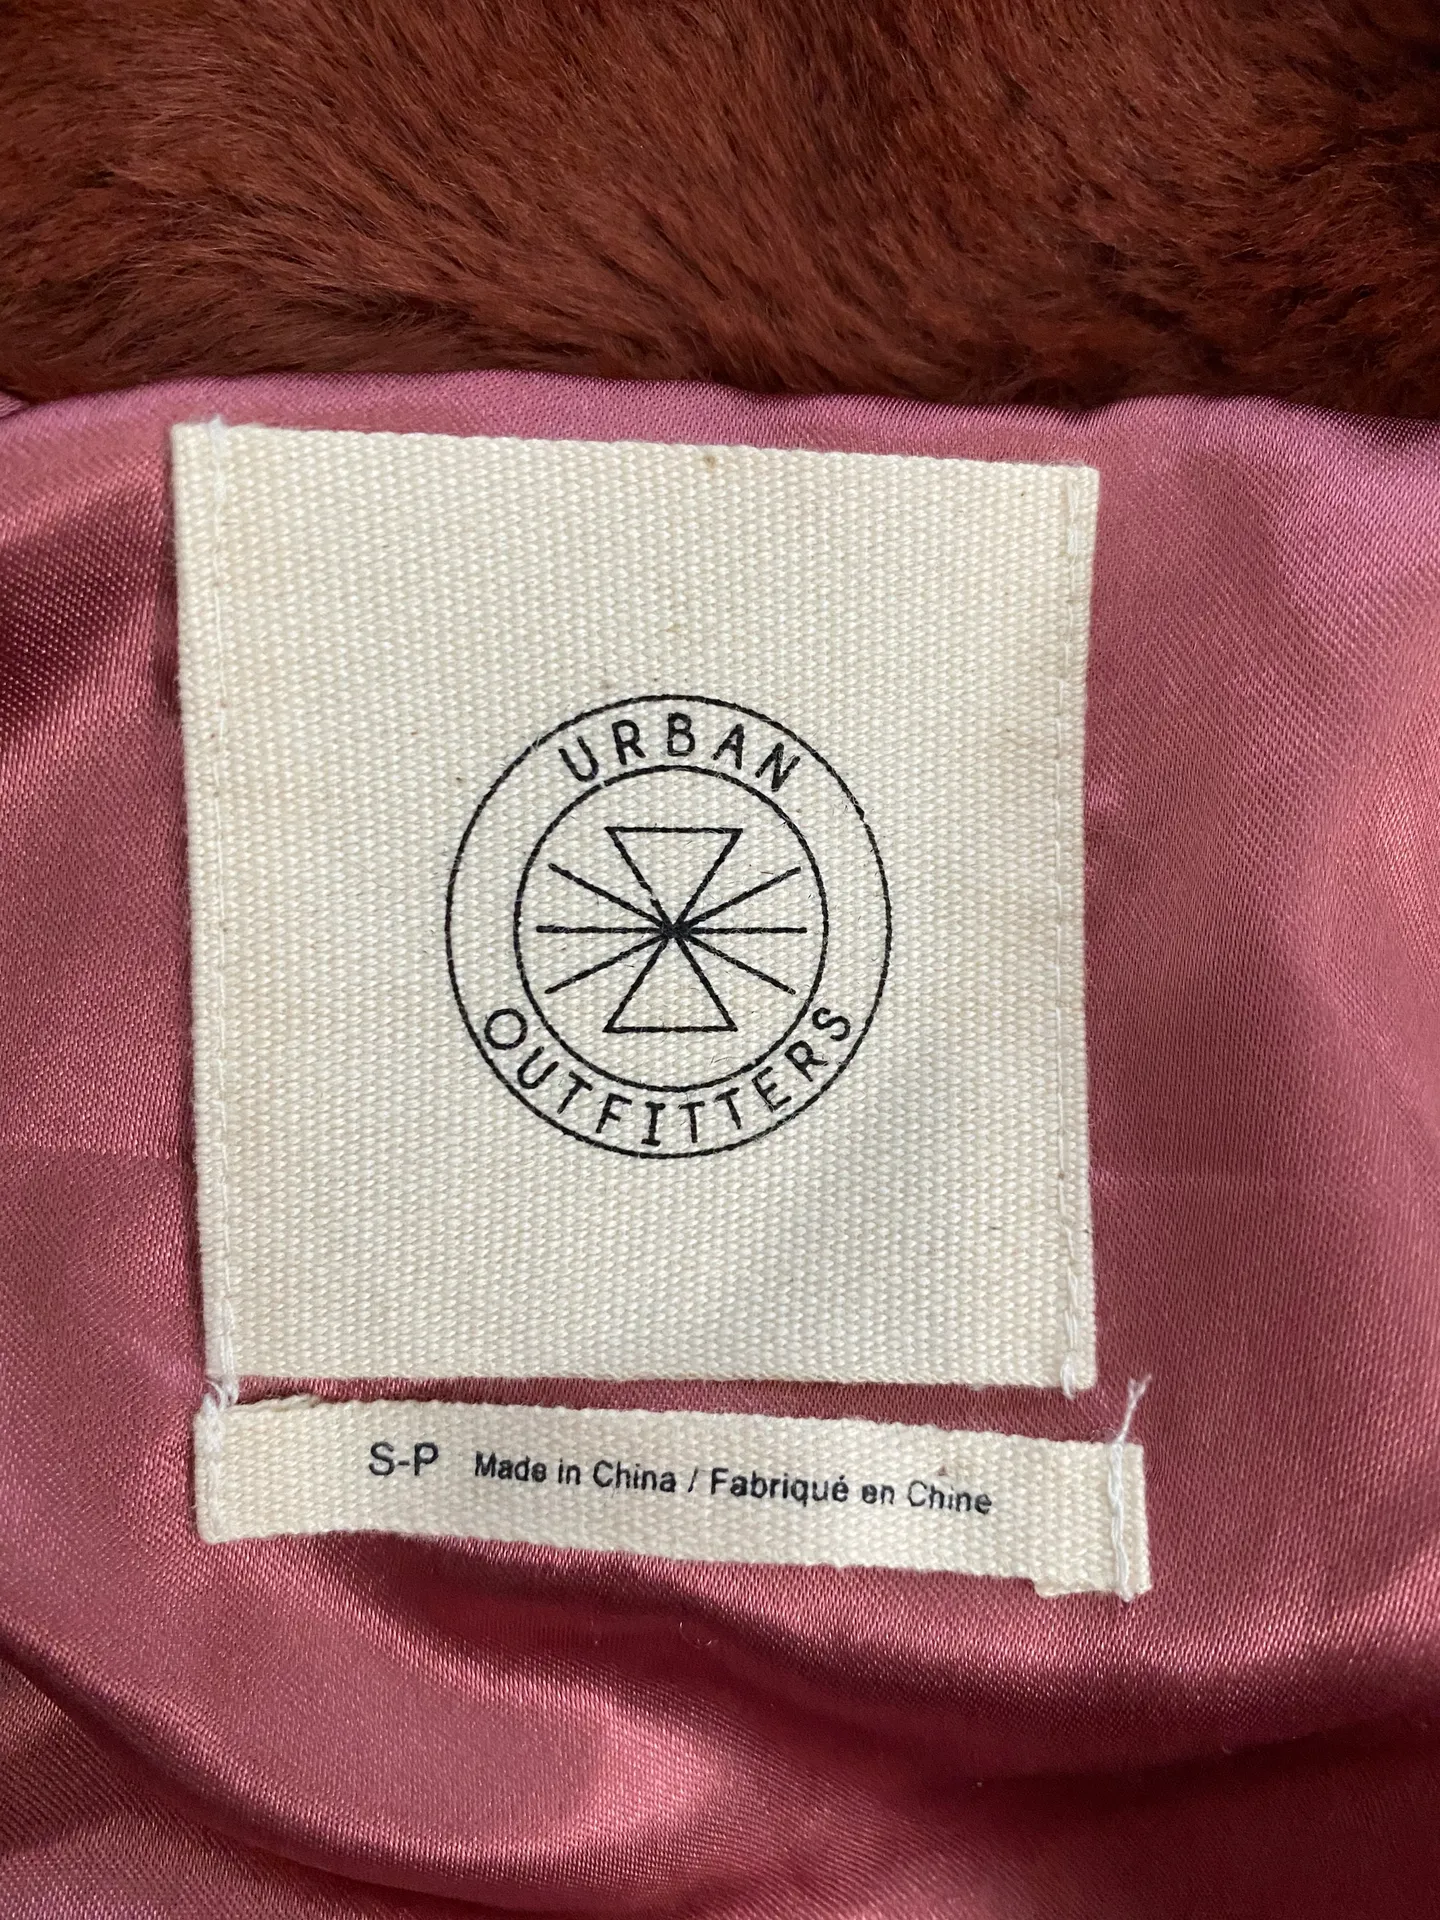 URBAN
OUTFITTERS
S-P Made in China / Fabriqué en Chine